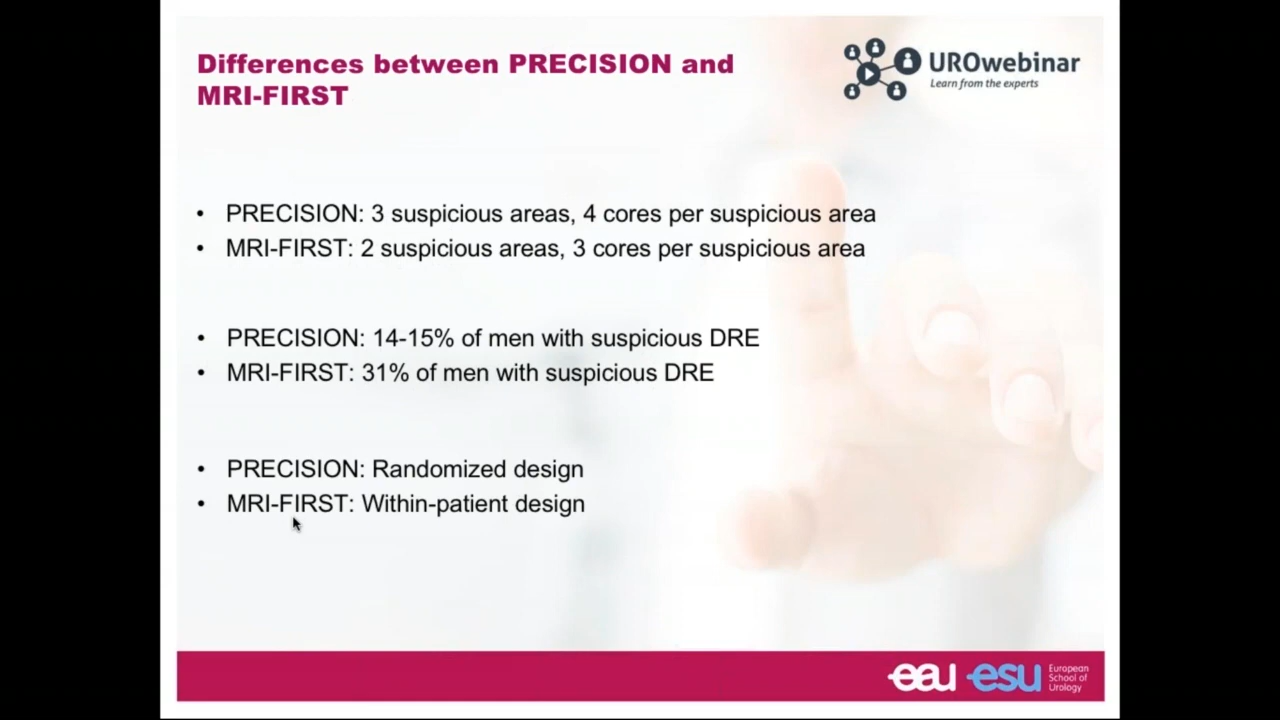 Differences between PRECISION and
MRI-FIRST
UROwebinar
Learn from the experts
• PRECISION: 3 suspicious areas, 4 cores per suspicious area
• MRI-FIRST: 2 suspicious areas, 3 cores per suspicious area
• PRECISION: 14-15% of men with suspicious DRE
• MRI-FIRST: 31% of men with suspicious DRE
• PRECISION: Randomized design
• MRI-FIRST: Within-patient design
eau esu
European
School of
Urology